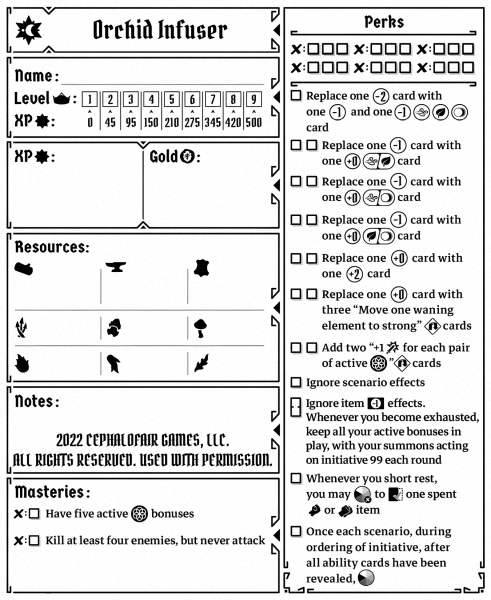 Orchid Infuser
Name:
Level : 1 2 3 4 5 6 7 8 9
XP : 0 45 95 150 210 275 345 420 500
XP : Gold :
Resources:
Notes:
2022 CEPHALOFAIR GAMES, LLC.
ALL RIGHTS RESERVED. USED WITH PERMISSION.
Masteries:
Have five active bonuses
Kill at least four enemies, but never attack
Perks
Replace one -2 card with
one -1 and one -1
card
Replace one -1 card with
one +0 card
Replace one -1 card with
one +0 card
Replace one -1 card with
one +0 card
Replace one +0 card with
one +2 card
Replace one +0 card with
three “Move one waning
element to strong” cards
Add two “+1 for each pair
of active ” cards
Ignore scenario effects
Ignore item -1 effects.
Whenever you become exhausted,
keep all your active bonuses in
play, with your summons acting
on initiative 99 each round
Whenever you short rest,
you may to one spent
or item
Once each scenario, during
ordering of initiative, after
all ability cards have been
revealed,